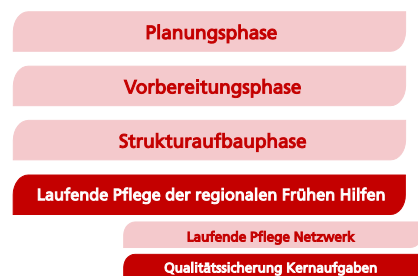 Planungsphase
Vorbereitungsphase
Strukturaufbauphase
Laufende Pflege der regionalen Frühen Hilfen
Laufende Pflege Netzwerk
Qualitätssicherung Kernaufgaben